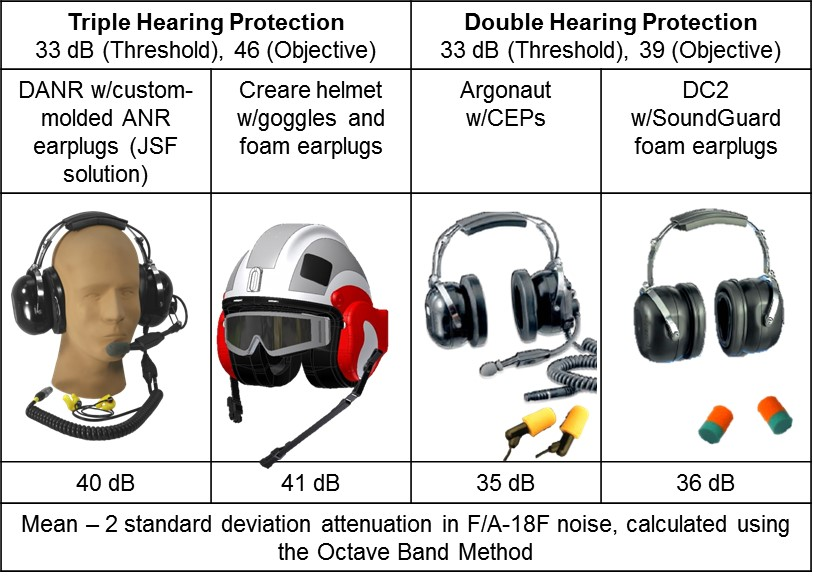 Triple Hearing Protection
33 dB (Threshold), 46 (Objective)
Double Hearing Protection
33 dB (Threshold), 39 (Objective)
DANR w/custom-
molded ANR
earplugs (JSF
solution)
Creare helmet
w/goggles and
foam earplugs
Argonaut
w/CEPs
DC2
w/SoundGuard
foam earplugs
40 dB
41 dB
35 dB
36 dB
Mean – 2 standard deviation attenuation in F/A-18F noise, calculated using
the Octave Band Method